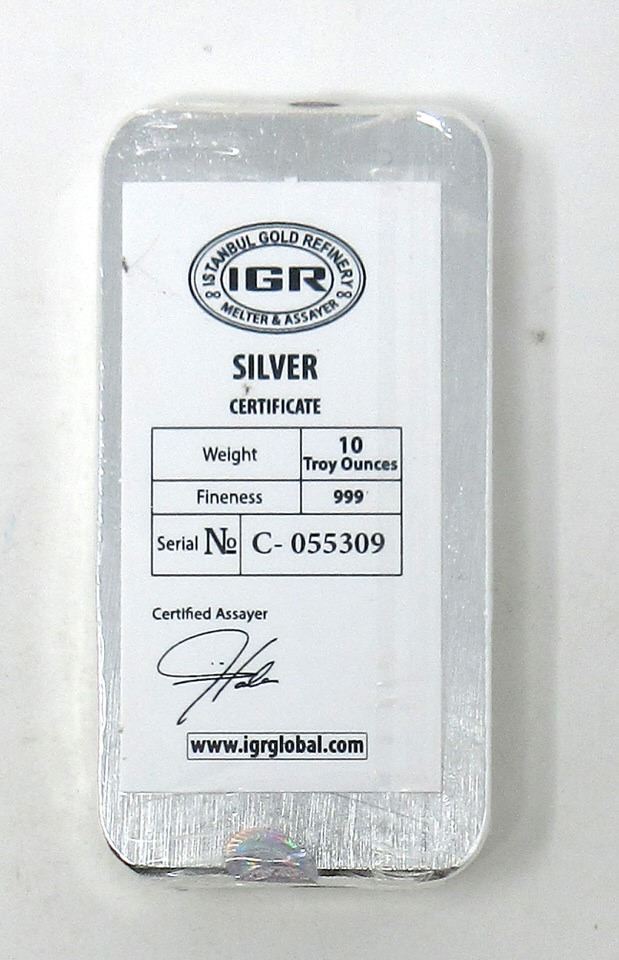 ISTANBUL GOLD REFINERY
IGR
MELTER & ASSAYER
SILVER
CERTIFICATE
Weight 10 Troy Ounces
Fineness 999
Serial № C- 055309
Certified Assayer
www.igrglobal.com